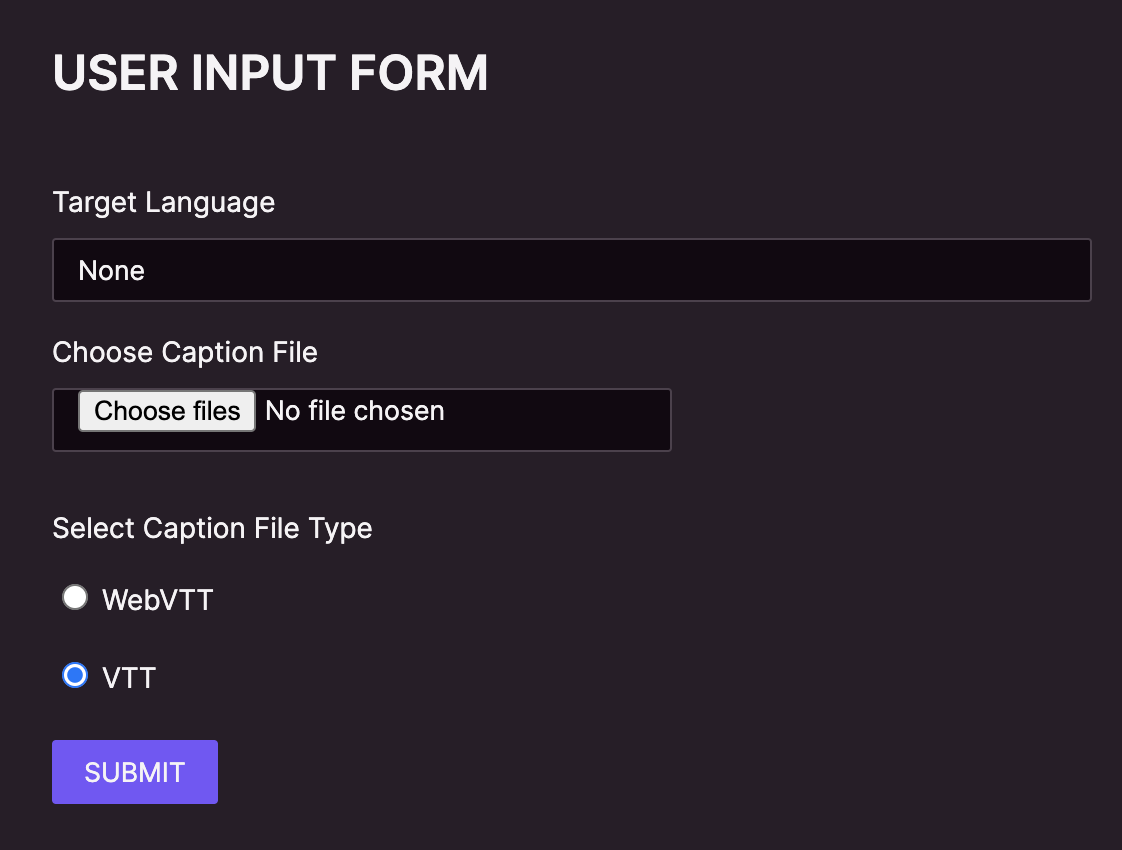 USER INPUT FORM
Target Language
None
Choose Caption File
Choose files No file chosen
Select Caption File Type
WebVTT
VTT
SUBMIT